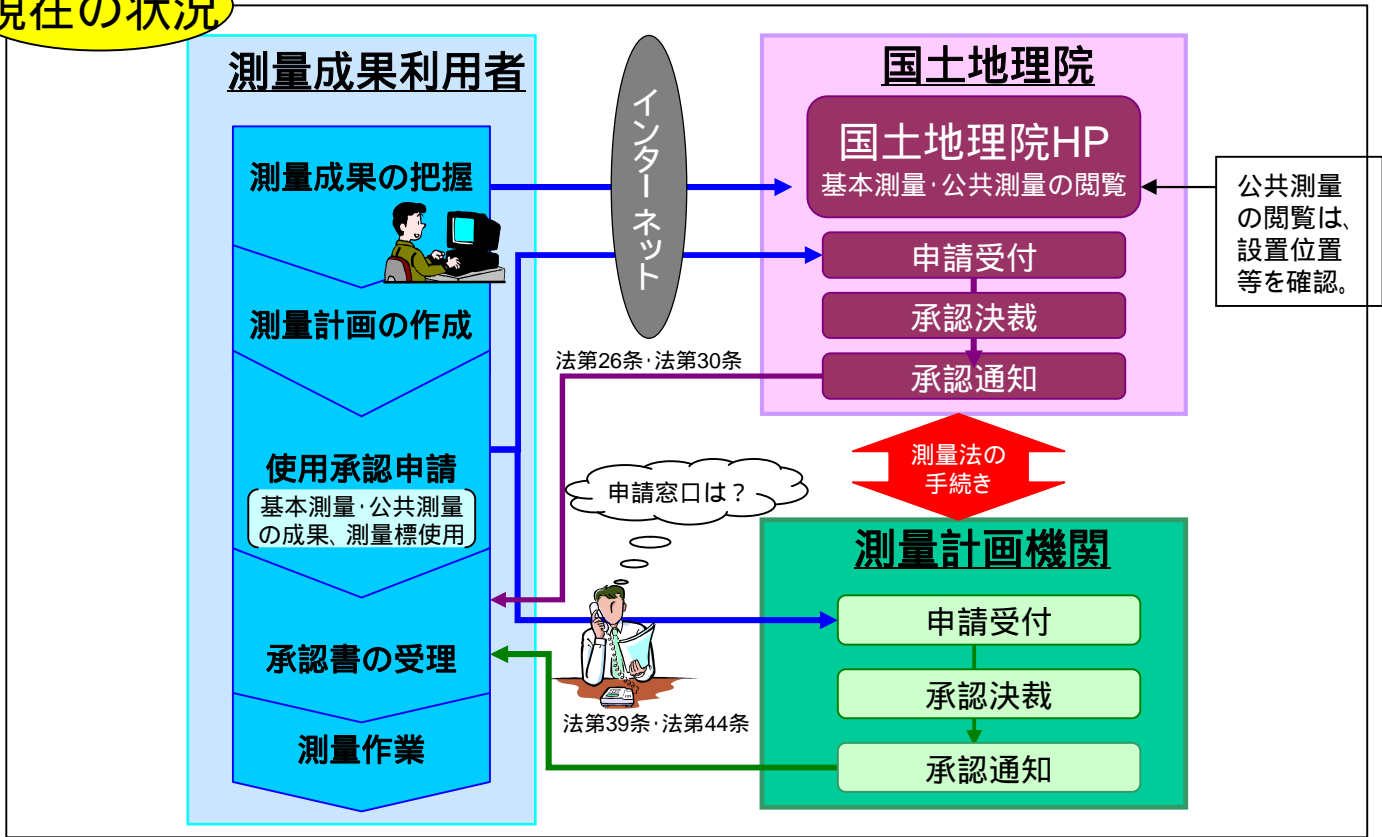 現在の状況
測量成果利用者
測量成果の把握
測量計画の作成
使用承認申請
基本測量・公共測量
の成果、測量標使用
承認書の受理
測量作業
インターネット
国土地理院
国土地理院HP
基本測量・公共測量の閲覧
申請受付
承認決裁
承認通知
公共測量
の閲覧は、
設置位置
等を確認。
法第26条・法第30条
測量法の
手続き
申請窓口は？
法第39条・法第44条
測量計画機関
申請受付
承認決裁
承認通知